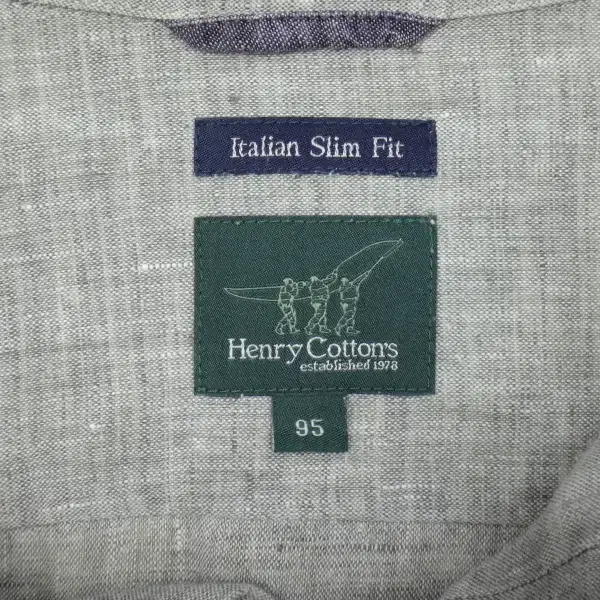 Italian Slim Fit
Henry Cotton's
established 1978
95